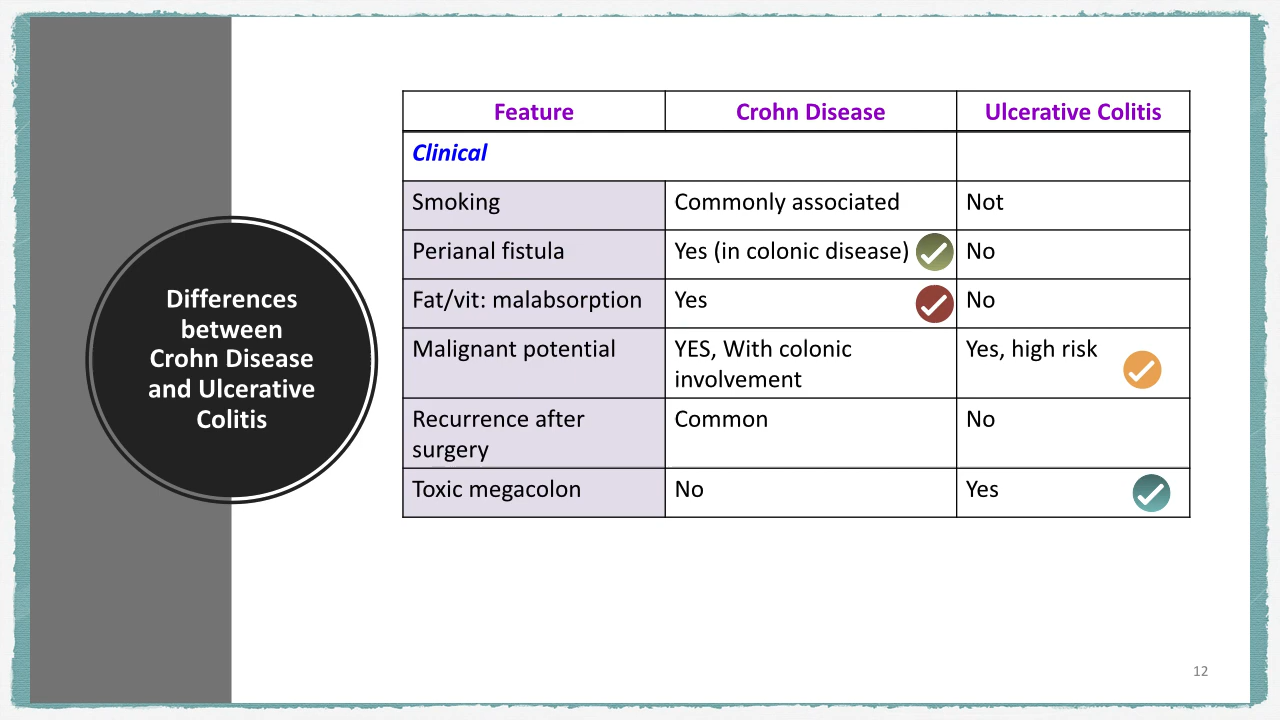 Differences
between
Crohn Disease
and Ulcerative
Colitis
Feature Crohn Disease Ulcerative Colitis
Clinical
Smoking Commonly associated Not
Perianal fistula Yes (in colonic disease) No
Fat/vit: malabsorption Yes No
Malignant potential YES, With colonic Yes, high risk
involvement
Recurrence after Common No
surgery
Toxic megacolon No Yes
12